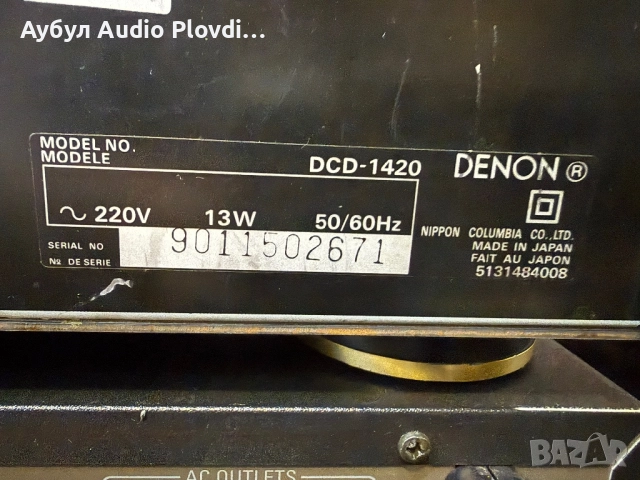 Аубул Audio Plovdi...
MODEL NO.
MODELE
DCD-1420
DENON ®
~ 220V 13W 50/60Hz
SERIAL NO
№ DE SERIE
9011502671
NIPPON COLUMBIA CO.,LTD.
MADE IN JAPAN
FAIT AU JAPON
5131484008
AC OUTLETS
BAZAR